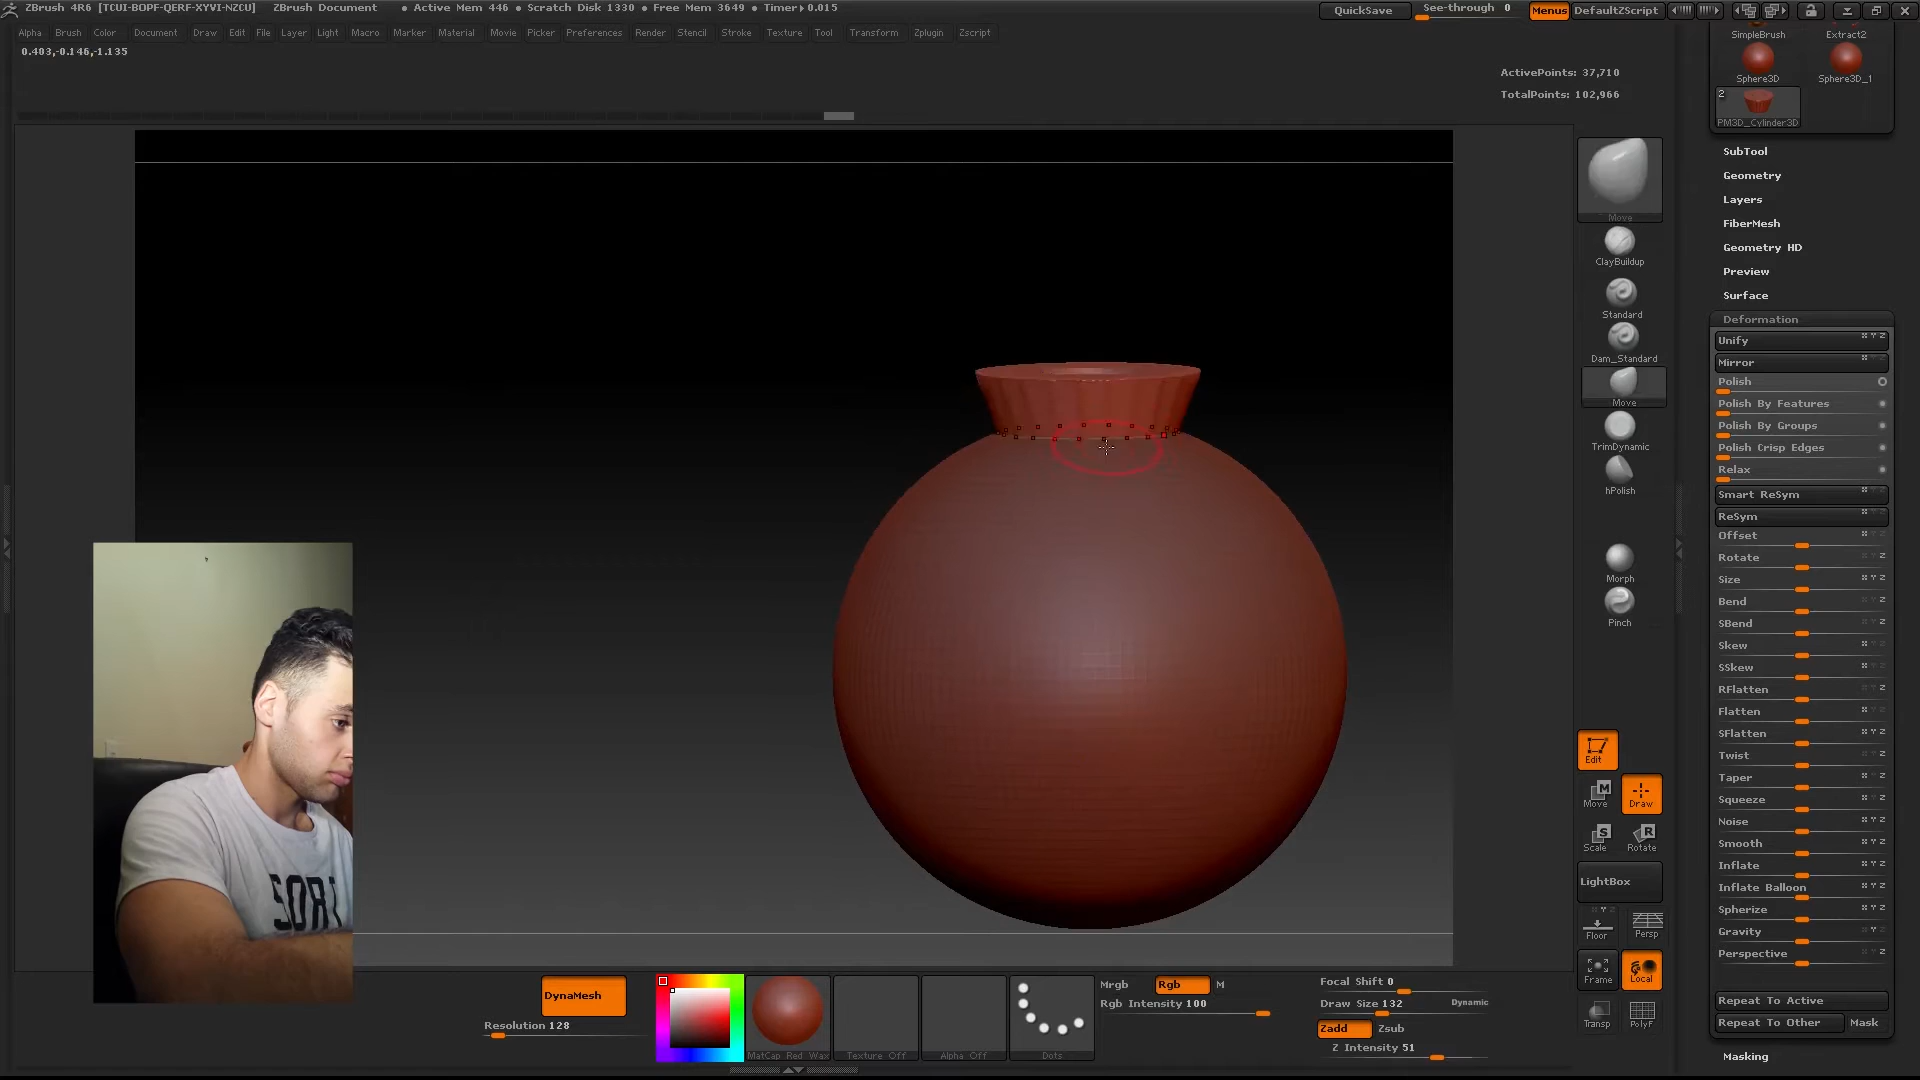 ZBrush 4R6 [TCUI-BOPF-QERF-XYVI-NZCU] ZBrush Document • Active Mem 446 • Scratch Disk 1330 • Free Mem 3649 • Timer▸0.015 QuickSave See-through 0 Menus DefaultZScript
Alpha Brush Color Document Draw Edit File Layer Light Macro Marker Material Movie Picker Preferences Render Stencil Stroke Texture Tool Transform Zplugin Zscript
0.403,-0.146,-1.135
ActivePoints: 37,710
TotalPoints: 102,966
SimpleBrush Extract2
Sphere3D Sphere3D_1
2
PM3D_Cylinder3D
SubTool
Geometry
Layers
FiberMesh
Geometry HD
Preview
Surface
Deformation
Unify
Mirror
Polish
Polish By Features
Polish By Groups
Polish Crisp Edges
Relax
Smart ReSym
ReSym
Offset
Rotate
Size
Bend
SBend
Skew
SSkew
RFlatten
Flatten
SFlatten
Twist
Taper
Squeeze
Noise
Smooth
Inflate
Inflate Balloon
Spherize
Gravity
Perspective
Repeat To Active
Repeat To Other Mask
Masking
Move
ClayBuildup
Standard
Dam_Standard
Move
TrimDynamic
hPolish
Morph
Pinch
Edit
Move Draw
Scale Rotate
LightBox
Floor Persp
Frame Local
Transp PolyF
SORT
DynaMesh
Resolution 128
MatCap Red Wax
Texture Off
Alpha Off
Dots
Mrgb Rgb M
Rgb Intensity 100
Focal Shift 0
Draw Size 132 Dynamic
Zadd Zsub
Z Intensity 51